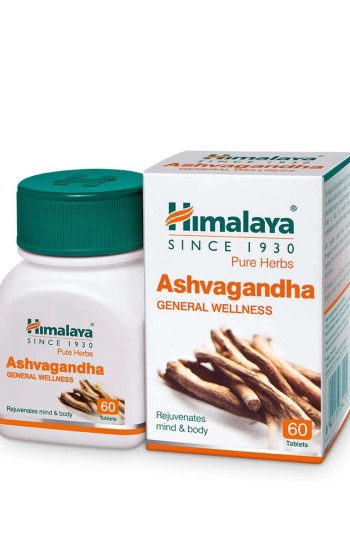 Himalaya
SINCE 1930
Pure Herbs
Ashvagandha
GENERAL WELLNESS
Rejuvenates mind & body
60
Tablets
Himalaya®
SINCE 1930
Pure Herbs
Ashvagandha
GENERAL WELLNESS
Rejuvenates
mind & body
60
Tablets